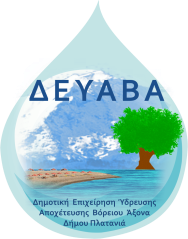 ΔΕΥΑΒΑ
Δημοτική Επιχείρηση Ύδρευσης
Αποχέτευσης Βόρειου Άξονα
Δήμου Πλατανιά